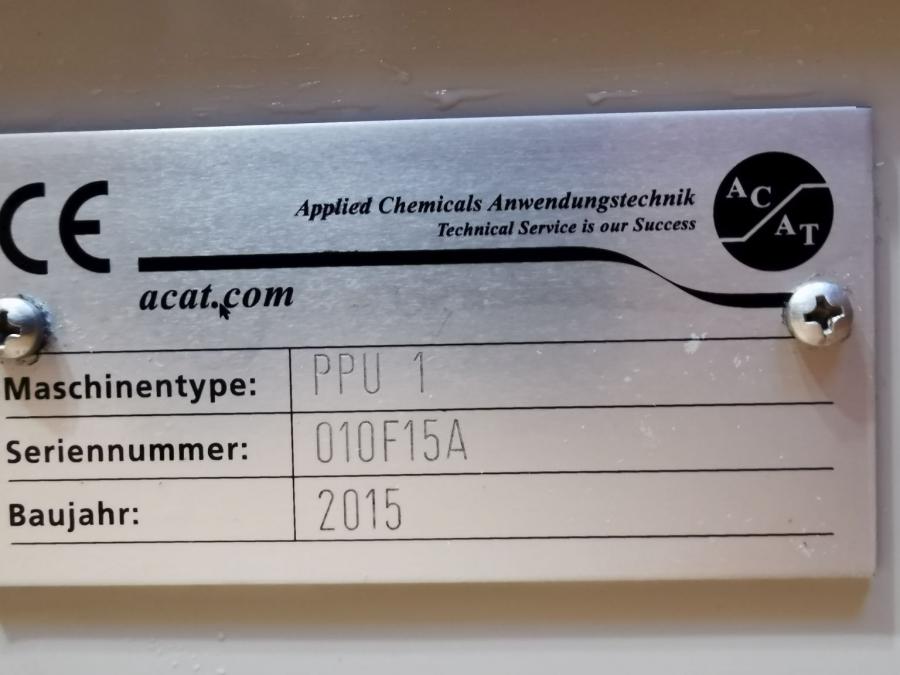 CE
Applied Chemicals Anwendungstechnik
Technical Service is our Success
AC
AT
acat.com
Maschinentype: PPU 1
Seriennummer: 010F15A
Baujahr: 2015